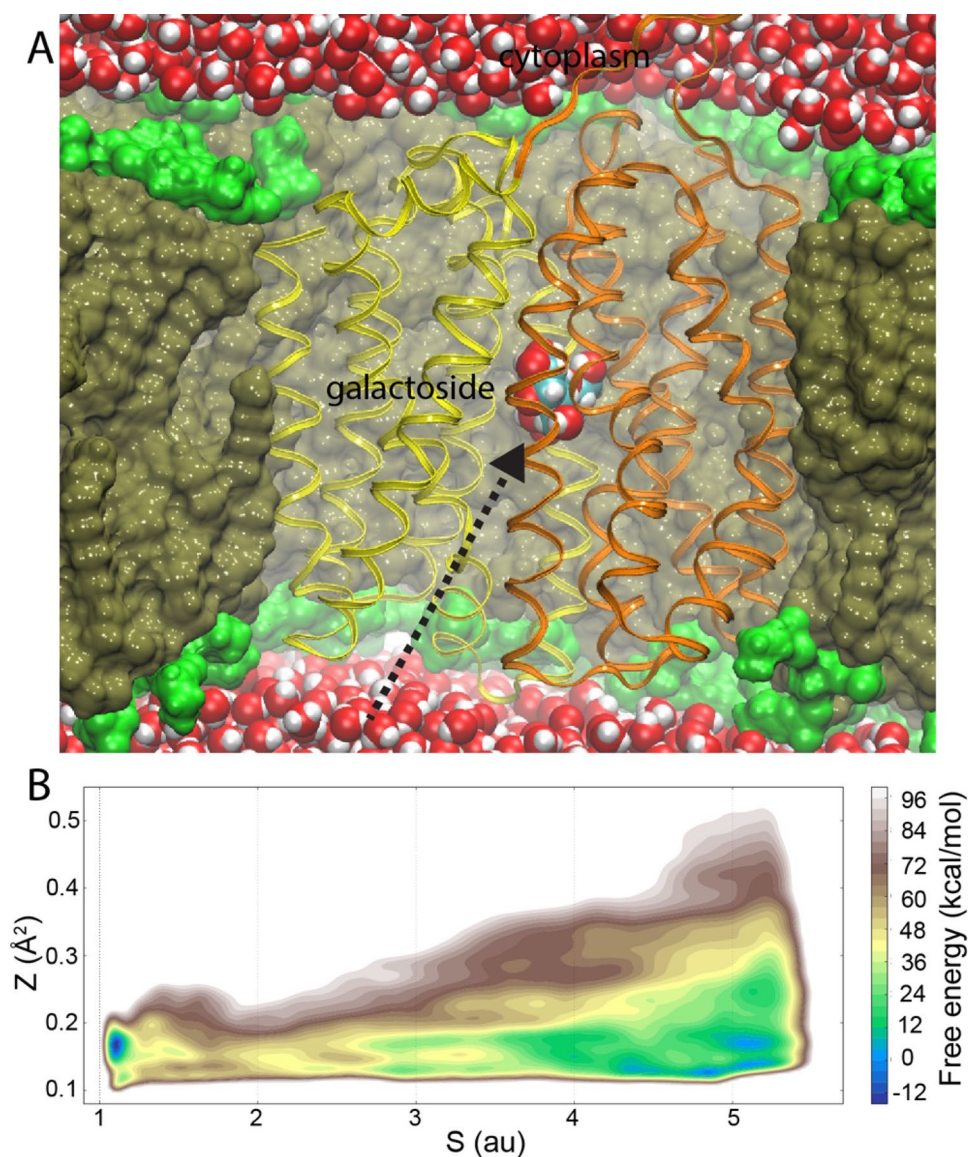 A
cytoplasm
galactoside
B
0.5
0.4
0.3
0.2
0.1
Z (Å²)
1 2 3 4 5
S (au)
96
84
72
60
48
36
24
12
0
-12
Free energy (kcal/mol)